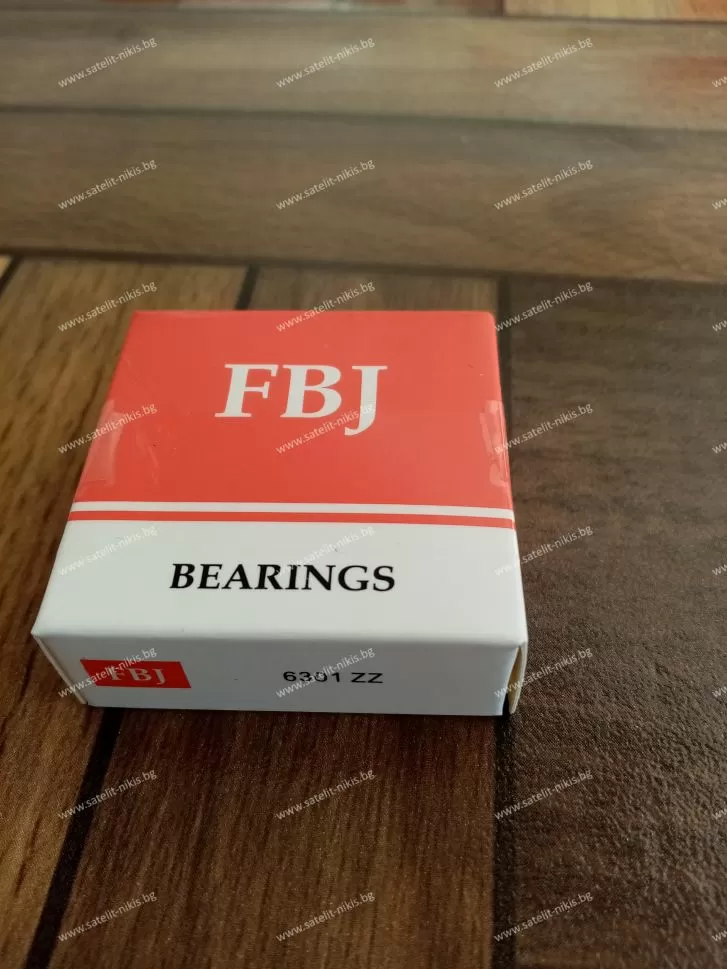 FBJ
BEARINGS
FBJ
6301 ZZ
www.satelit-nikis.bg